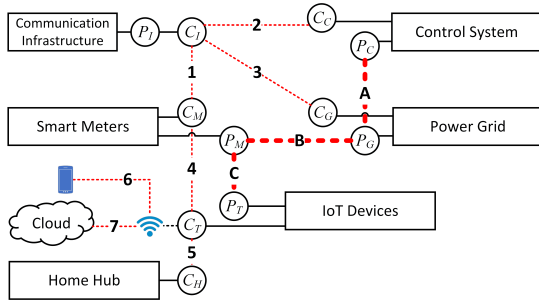 Communication
Infrastructure
P_I
C_I
2
C_C
Control System
P_C
1
3
A
Smart Meters
C_M
C_G
Power Grid
P_M
B
P_G
4
C
6
P_T
IoT Devices
Cloud
7
C_T
5
Home Hub
C_H